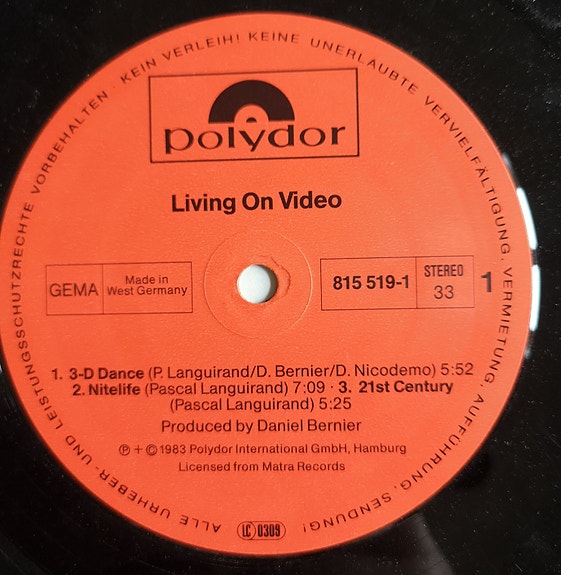 ALLE URHEBER- UND LEISTUNGSSCHUTZRECHTE VORBEHALTEN · KEIN VERLEIH! KEINE UNERLAUBTE VERVIELFÄLTIGUNG, VERMIETUNG, AUFFÜHRUNG, SENDUNG!
polydor
Living On Video
GEMA
Made in
West Germany
815 519-1
STEREO
33
1
1. 3-D Dance (P. Languirand/D. Bernier/D. Nicodemo) 5:52
2. Nitelife (Pascal Languirand) 7:09 · 3. 21st Century
(Pascal Languirand) 5:25
Produced by Daniel Bernier
℗ + © 1983 Polydor International GmbH, Hamburg
Licensed from Matra Records
LC 0309